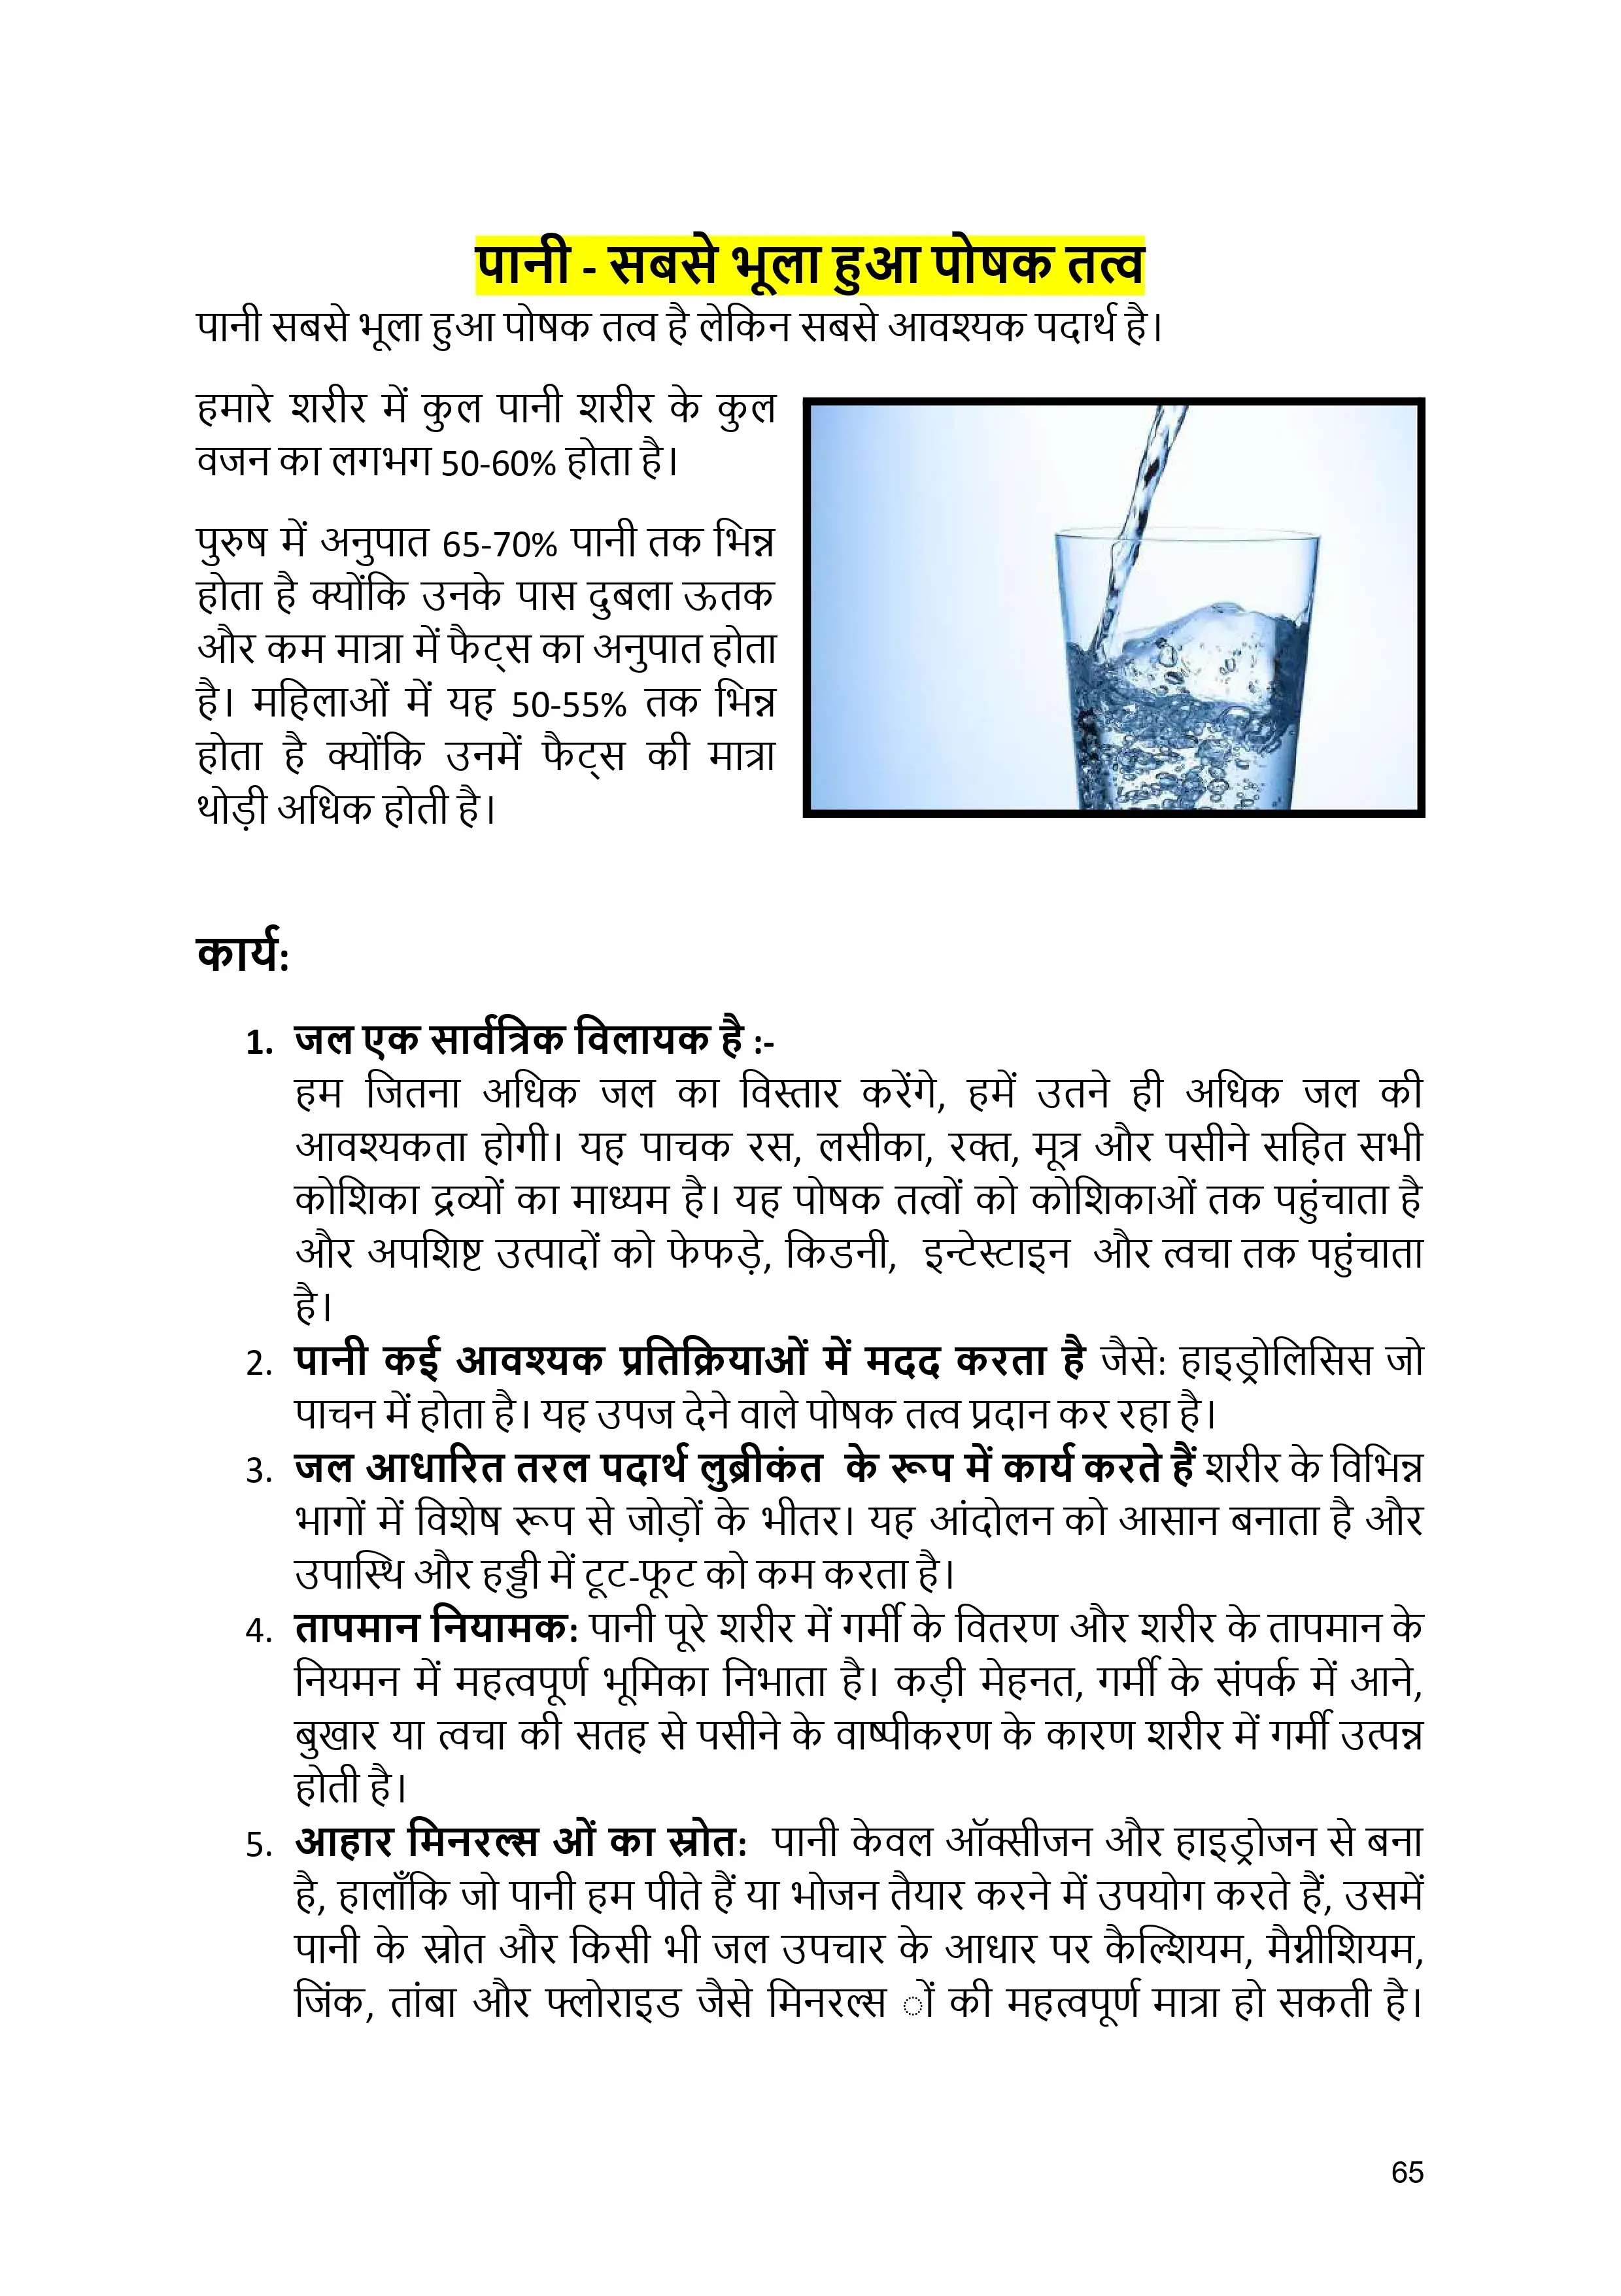 पानी - सबसे भूला हुआ पोषक तत्व
पानी सबसे भूला हुआ पोषक तत्व है लेकिन सबसे आवश्यक पदार्थ है।
हमारे शरीर में कुल पानी शरीर के कुल
वजन का लगभग 50-60% होता है।
पुरुष में अनुपात 65-70% पानी तक भिन्न
होता है क्योंकि उनके पास दुबला ऊतक
और कम मात्रा में फैट्स का अनुपात होता
है। महिलाओं में यह 50-55% तक भिन्न
होता है क्योंकि उनमें फैट्स की मात्रा
थोड़ी अधिक होती है।
कार्य:
1. जल एक सार्वत्रिक विलायक है :-
हम जितना अधिक जल का विस्तार करेंगे, हमें उतने ही अधिक जल की
आवश्यकता होगी। यह पाचक रस, लसीका, रक्त, मूत्र और पसीने सहित सभी
कोशिका द्रव्यों का माध्यम है। यह पोषक तत्वों को कोशिकाओं तक पहुंचाता है
और अपशिष्ट उत्पादों को फेफड़े, किडनी, इन्टेस्टाइन और त्वचा तक पहुंचाता
है।
2. पानी कई आवश्यक प्रतिक्रियाओं में मदद करता है जैसे: हाइड्रोलिसिस जो
पाचन में होता है। यह उपज देने वाले पोषक तत्व प्रदान कर रहा है।
3. जल आधारित तरल पदार्थ लुब्रीकंत के रूप में कार्य करते हैं शरीर के विभिन्न
भागों में विशेष रूप से जोड़ों के भीतर। यह आंदोलन को आसान बनाता है और
उपास्थि और हड्डी में टूट-फूट को कम करता है।
4. तापमान नियामक: पानी पूरे शरीर में गर्मी के वितरण और शरीर के तापमान के
नियमन में महत्वपूर्ण भूमिका निभाता है। कड़ी मेहनत, गर्मी के संपर्क में आने,
बुखार या त्वचा की सतह से पसीने के वाष्पीकरण के कारण शरीर में गर्मी उत्पन्न
होती है।
5. आहार मिनरल्स ओं का स्रोत: पानी केवल ऑक्सीजन और हाइड्रोजन से बना
है, हालाँकि जो पानी हम पीते हैं या भोजन तैयार करने में उपयोग करते हैं, उसमें
पानी के स्रोत और किसी भी जल उपचार के आधार पर कैल्शियम, मैग्नीशियम,
जिंक, तांबा और फ्लोराइड जैसे मिनरल्स ों की महत्वपूर्ण मात्रा हो सकती है।
65